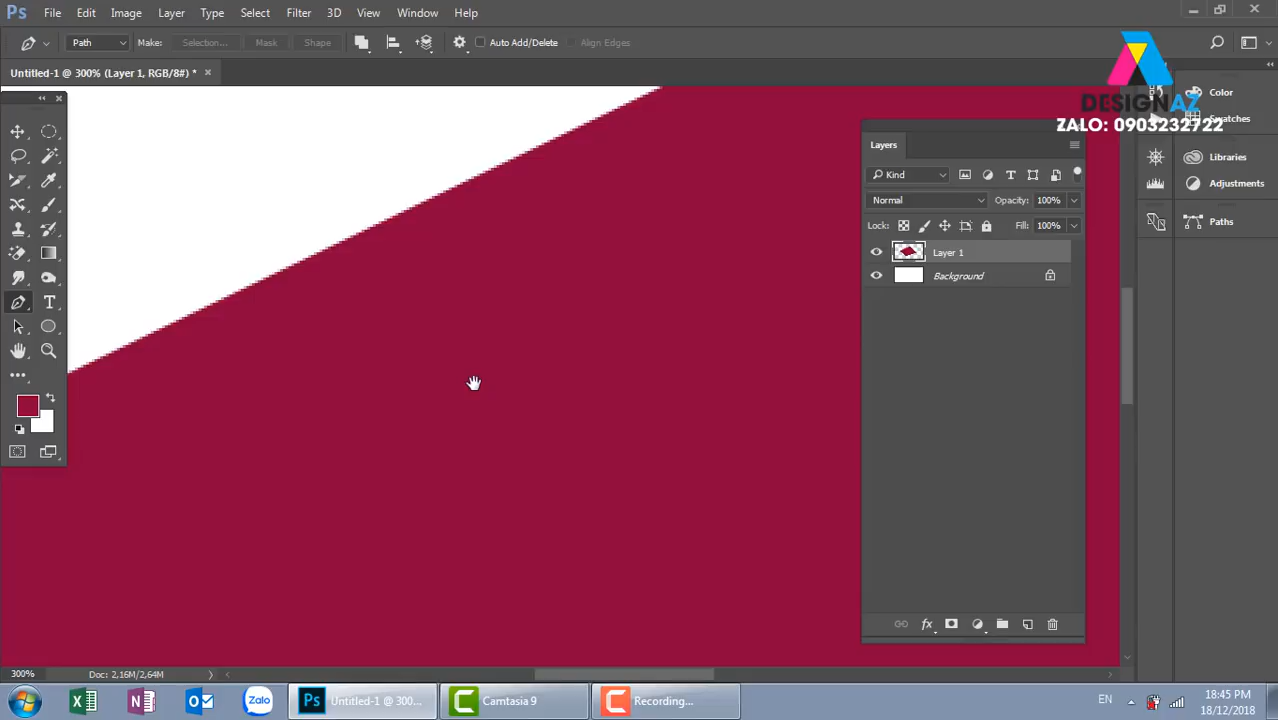 Ps File Edit Image Layer Type Select Filter 3D View Window Help
Path Make: Selection... Mask Shape Auto Add/Delete Align Edges
Untitled-1 @ 300% (Layer 1, RGB/8#) * ×
DESIGNAZ
ZALO: 0903232722
Color
Swatches
Libraries
Adjustments
Paths
Layers
Kind
Normal Opacity: 100%
Lock: Fill: 100%
Layer 1
Background
T
300% Doc: 2,16M/2,64M
X N O Zalo Ps Untitled-1 @ 300... C Camtasia 9 C Recording... EN 18:45 PM
18/12/2018